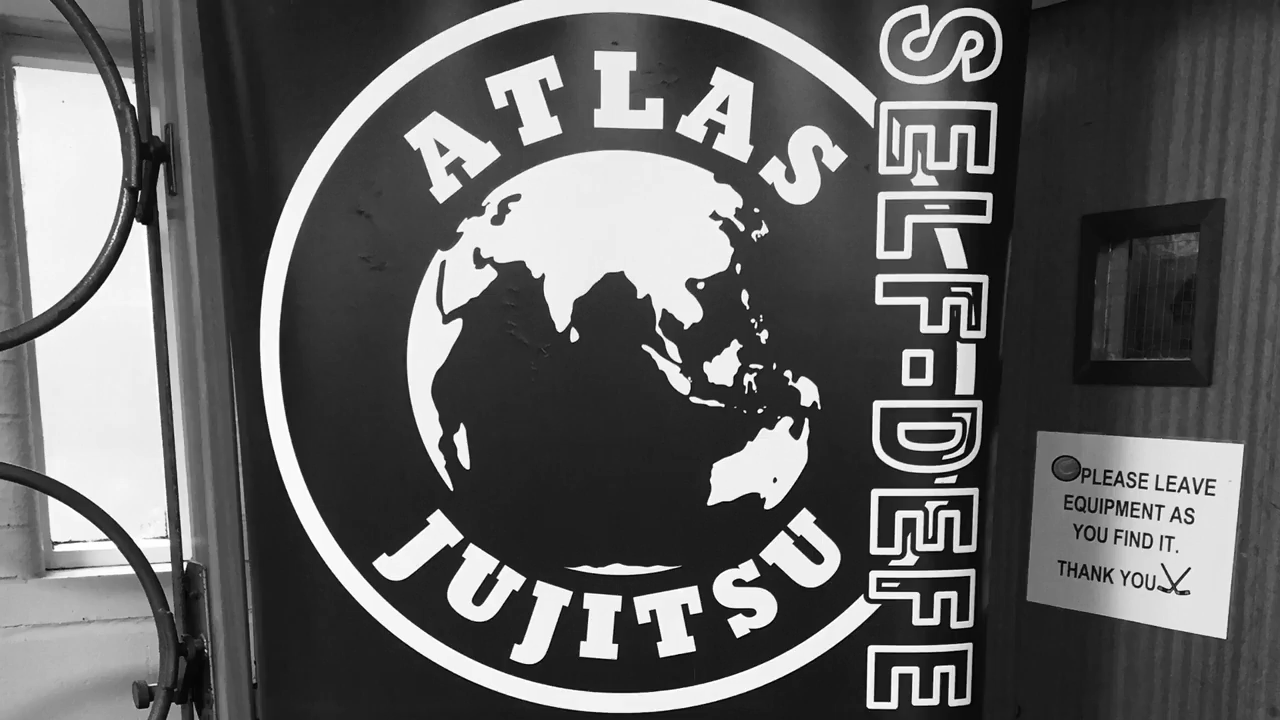 ATLAS
JUJITSU
SELF-DEFE
PLEASE LEAVE
EQUIPMENT AS
YOU FIND IT.
THANK YOU